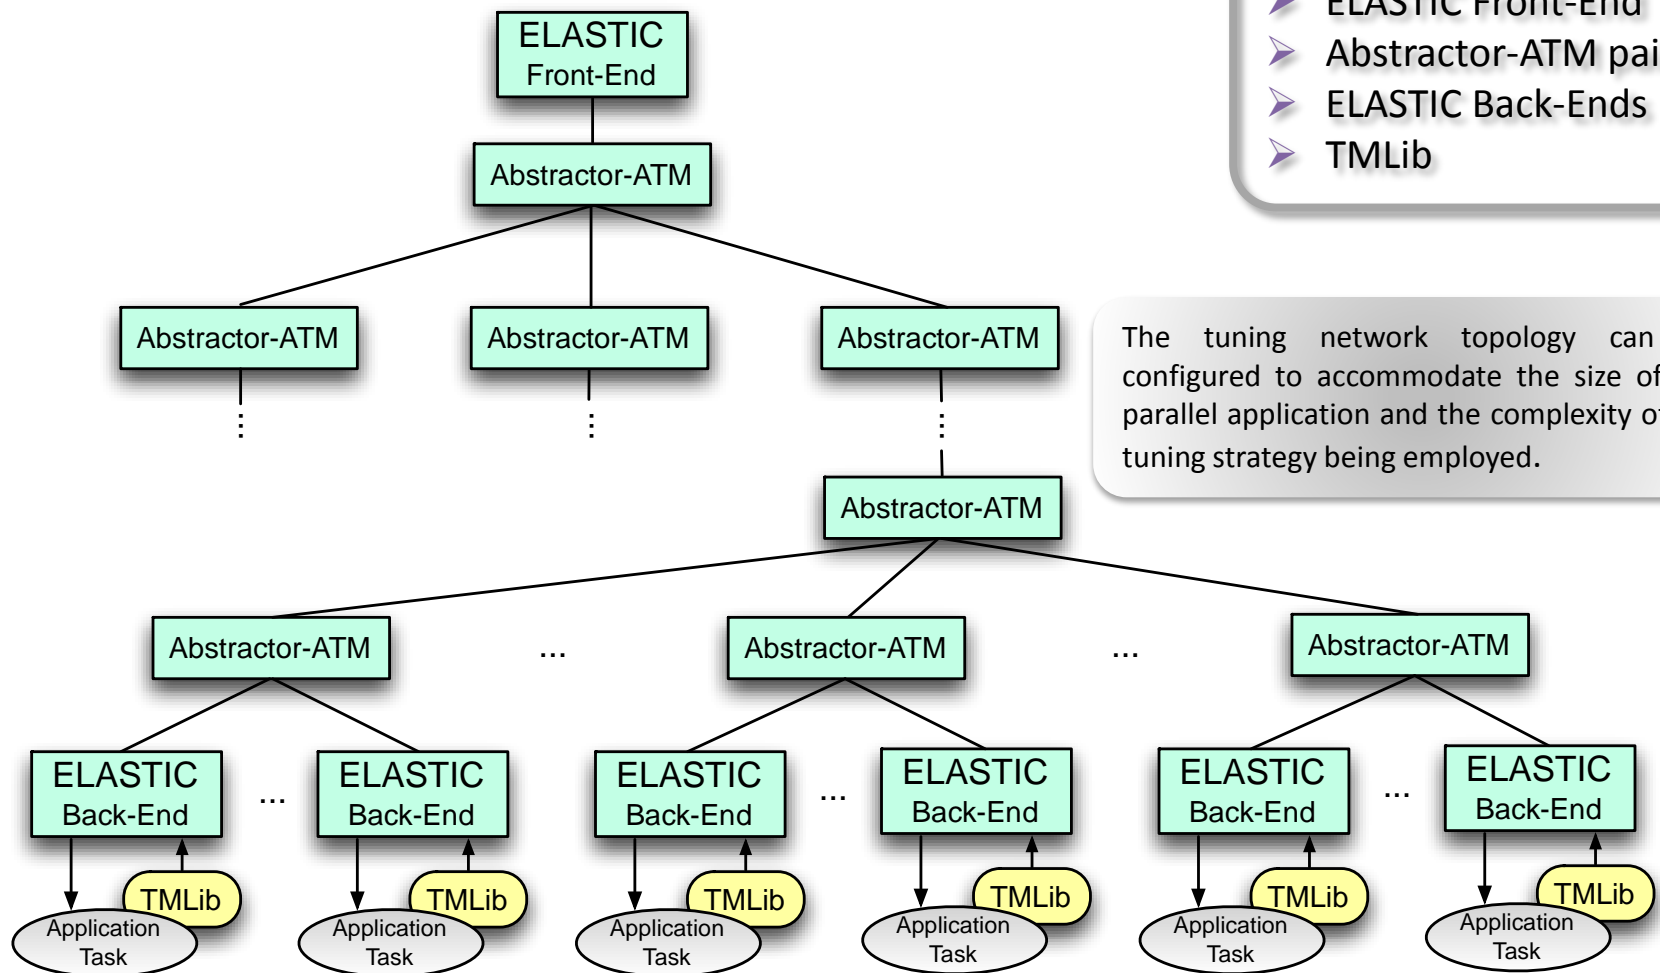 ELASTIC
Front-End
ELASTIC Front-End
Abstractor-ATM
ELASTIC Back-Ends
TMLib
Abstractor-ATM
Abstractor-ATM
Abstractor-ATM
Abstractor-ATM
The tuning network topology can
configured to accommodate the size of
parallel application and the complexity
tuning strategy being employed.
⋮
⋮
⋮
Abstractor-ATM
Abstractor-ATM
...
Abstractor-ATM
...
Abstractor-ATM
ELASTIC
Back-End
...
ELASTIC
Back-End
ELASTIC
Back-End
...
ELASTIC
Back-End
ELASTIC
Back-End
...
ELASTIC
Back-End
TMLib
Application
Task
TMLib
Application
Task
TMLib
Application
Task
TMLib
Application
Task
TMLib
Application
Task
TMLib
Application
Task